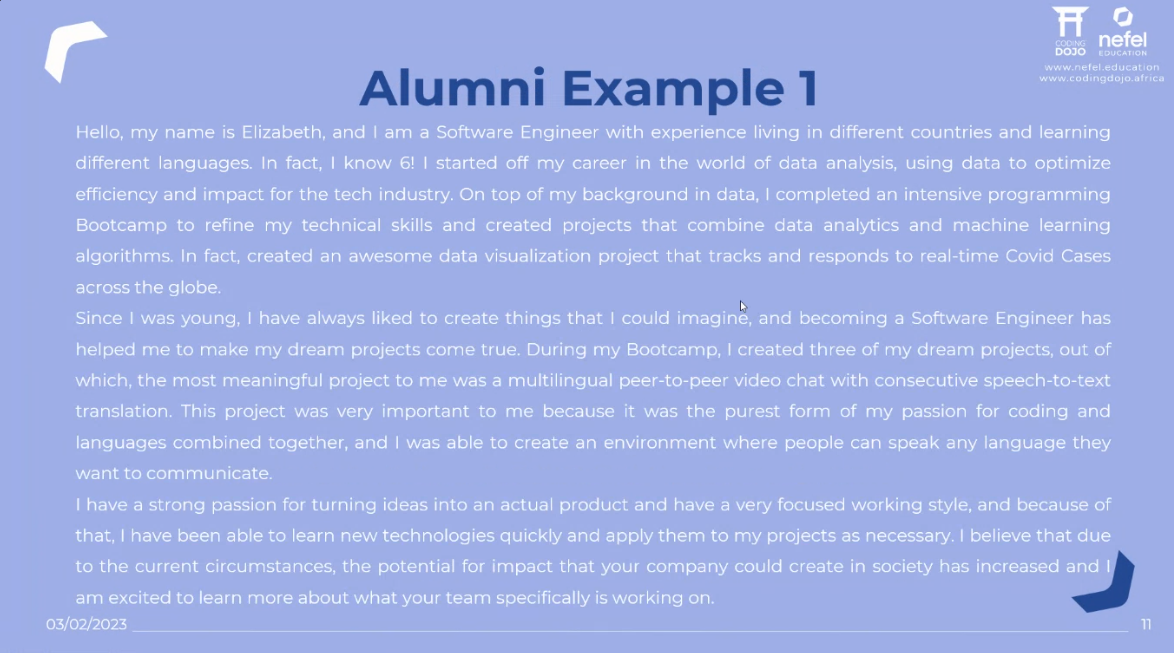 CODING
DOJO
nefel
EDUCATION
www.nefel.education
www.codingdojo.africa
Alumni Example 1
Hello, my name is Elizabeth, and I am a Software Engineer with experience living in different countries and learning
different languages. In fact, I know 6! I started off my career in the world of data analysis, using data to optimize
efficiency and impact for the tech industry. On top of my background in data, I completed an intensive programming
Bootcamp to refine my technical skills and created projects that combine data analytics and machine learning
algorithms. In fact, created an awesome data visualization project that tracks and responds to real-time Covid Cases
across the globe.
Since I was young, I have always liked to create things that I could imagine, and becoming a Software Engineer has
helped me to make my dream projects come true. During my Bootcamp, I created three of my dream projects, out of
which, the most meaningful project to me was a multilingual peer-to-peer video chat with consecutive speech-to-text
translation. This project was very important to me because it was the purest form of my passion for coding and
languages combined together, and I was able to create an environment where people can speak any language they
want to communicate.
I have a strong passion for turning ideas into an actual product and have a very focused working style, and because of
that, I have been able to learn new technologies quickly and apply them to my projects as necessary. I believe that due
to the current circumstances, the potential for impact that your company could create in society has increased and I
am excited to learn more about what your team specifically is working on.
03/02/2023
11